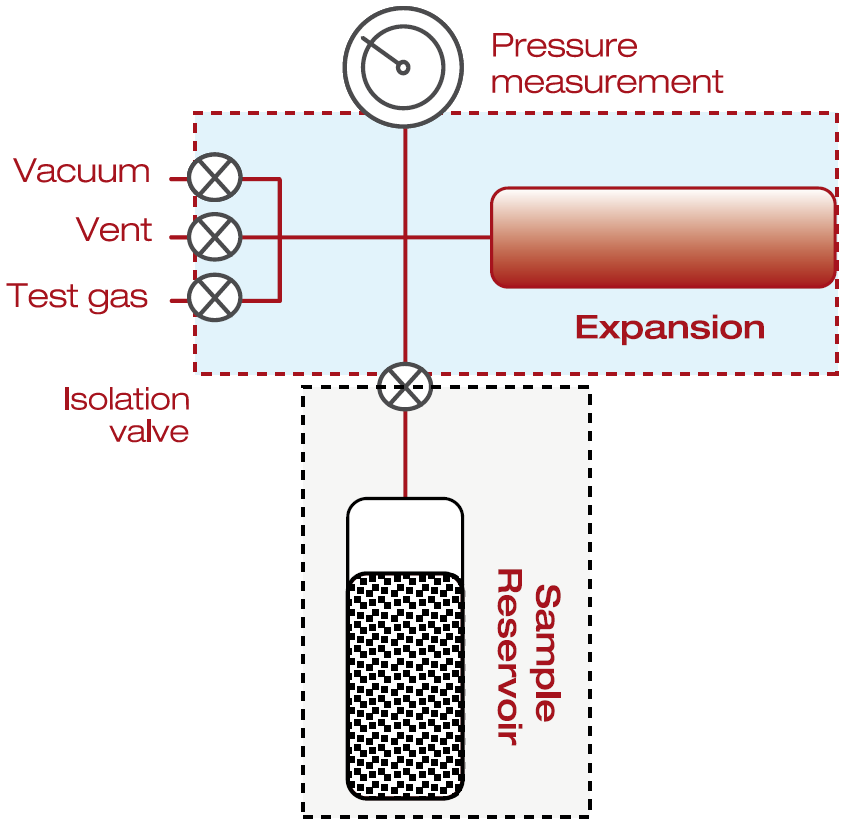 Pressure
measurement
Vacuum
Vent
Test gas
Expansion
Isolation
valve
Sample
Reservoir